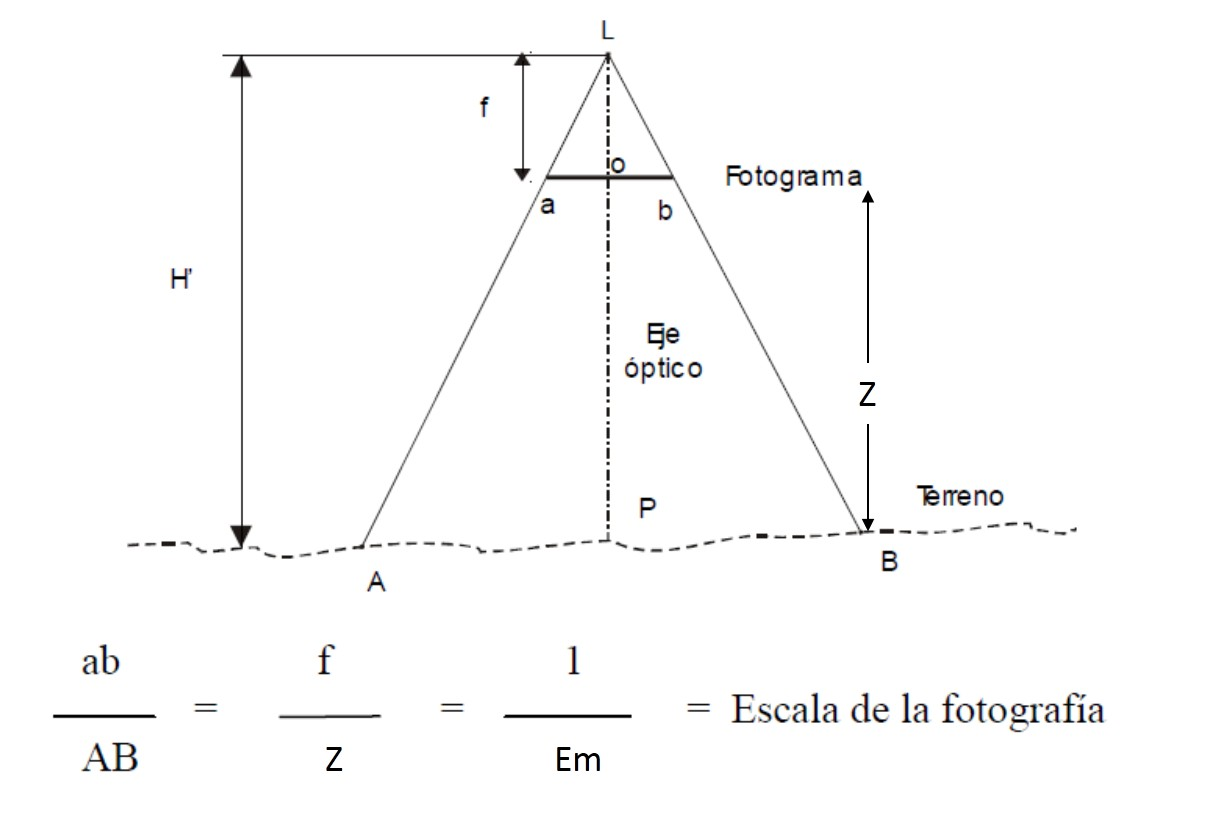 L
f
o
Fotograma
a
b
H'
Eje
óptico
Z
Terreno
P
B
A
ab
f
1
= = = Escala de la fotografía
AB
Z
Em